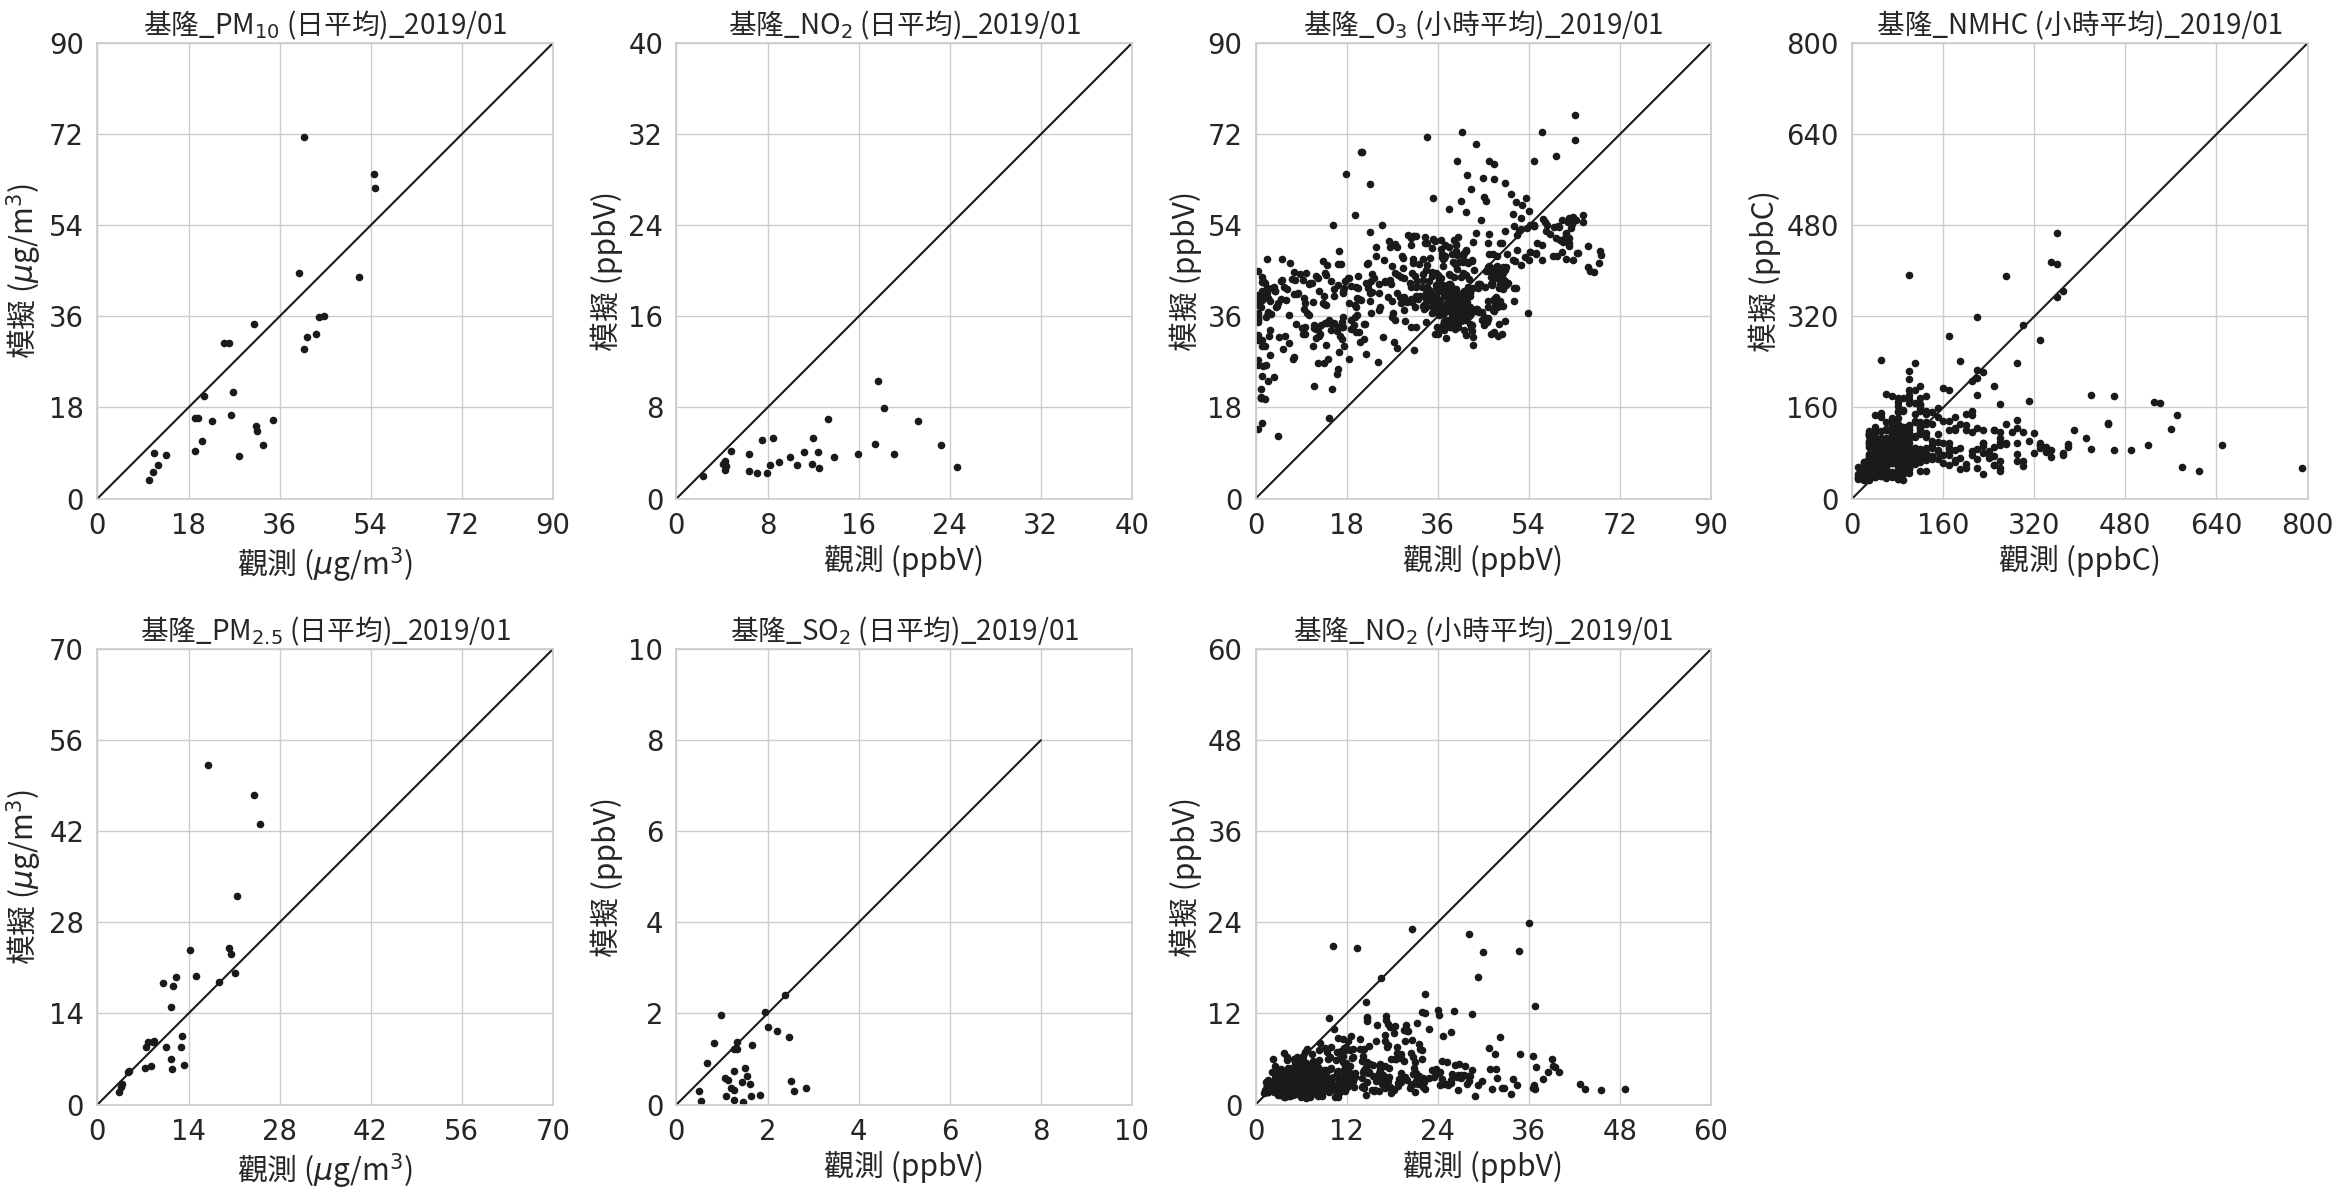 基隆_PM₁₀ (日平均)_2019/01
90
72
54
36
18
0
模擬 (μg/m³)
0 18 36 54 72 90
觀測 (μg/m³)
基隆_NO₂ (日平均)_2019/01
40
32
24
16
8
0
模擬 (ppbV)
0 8 16 24 32 40
觀測 (ppbV)
基隆_O₃ (小時平均)_2019/01
90
72
54
36
18
0
模擬 (ppbV)
0 18 36 54 72 90
觀測 (ppbV)
基隆_NMHC (小時平均)_2019/01
800
640
480
320
160
0
模擬 (ppbC)
0 160 320 480 640 800
觀測 (ppbC)
基隆_PM₂.₅ (日平均)_2019/01
70
56
42
28
14
0
模擬 (μg/m³)
0 14 28 42 56 70
觀測 (μg/m³)
基隆_SO₂ (日平均)_2019/01
10
8
6
4
2
0
模擬 (ppbV)
0 2 4 6 8 10
觀測 (ppbV)
基隆_NO₂ (小時平均)_2019/01
60
48
36
24
12
0
模擬 (ppbV)
0 12 24 36 48 60
觀測 (ppbV)